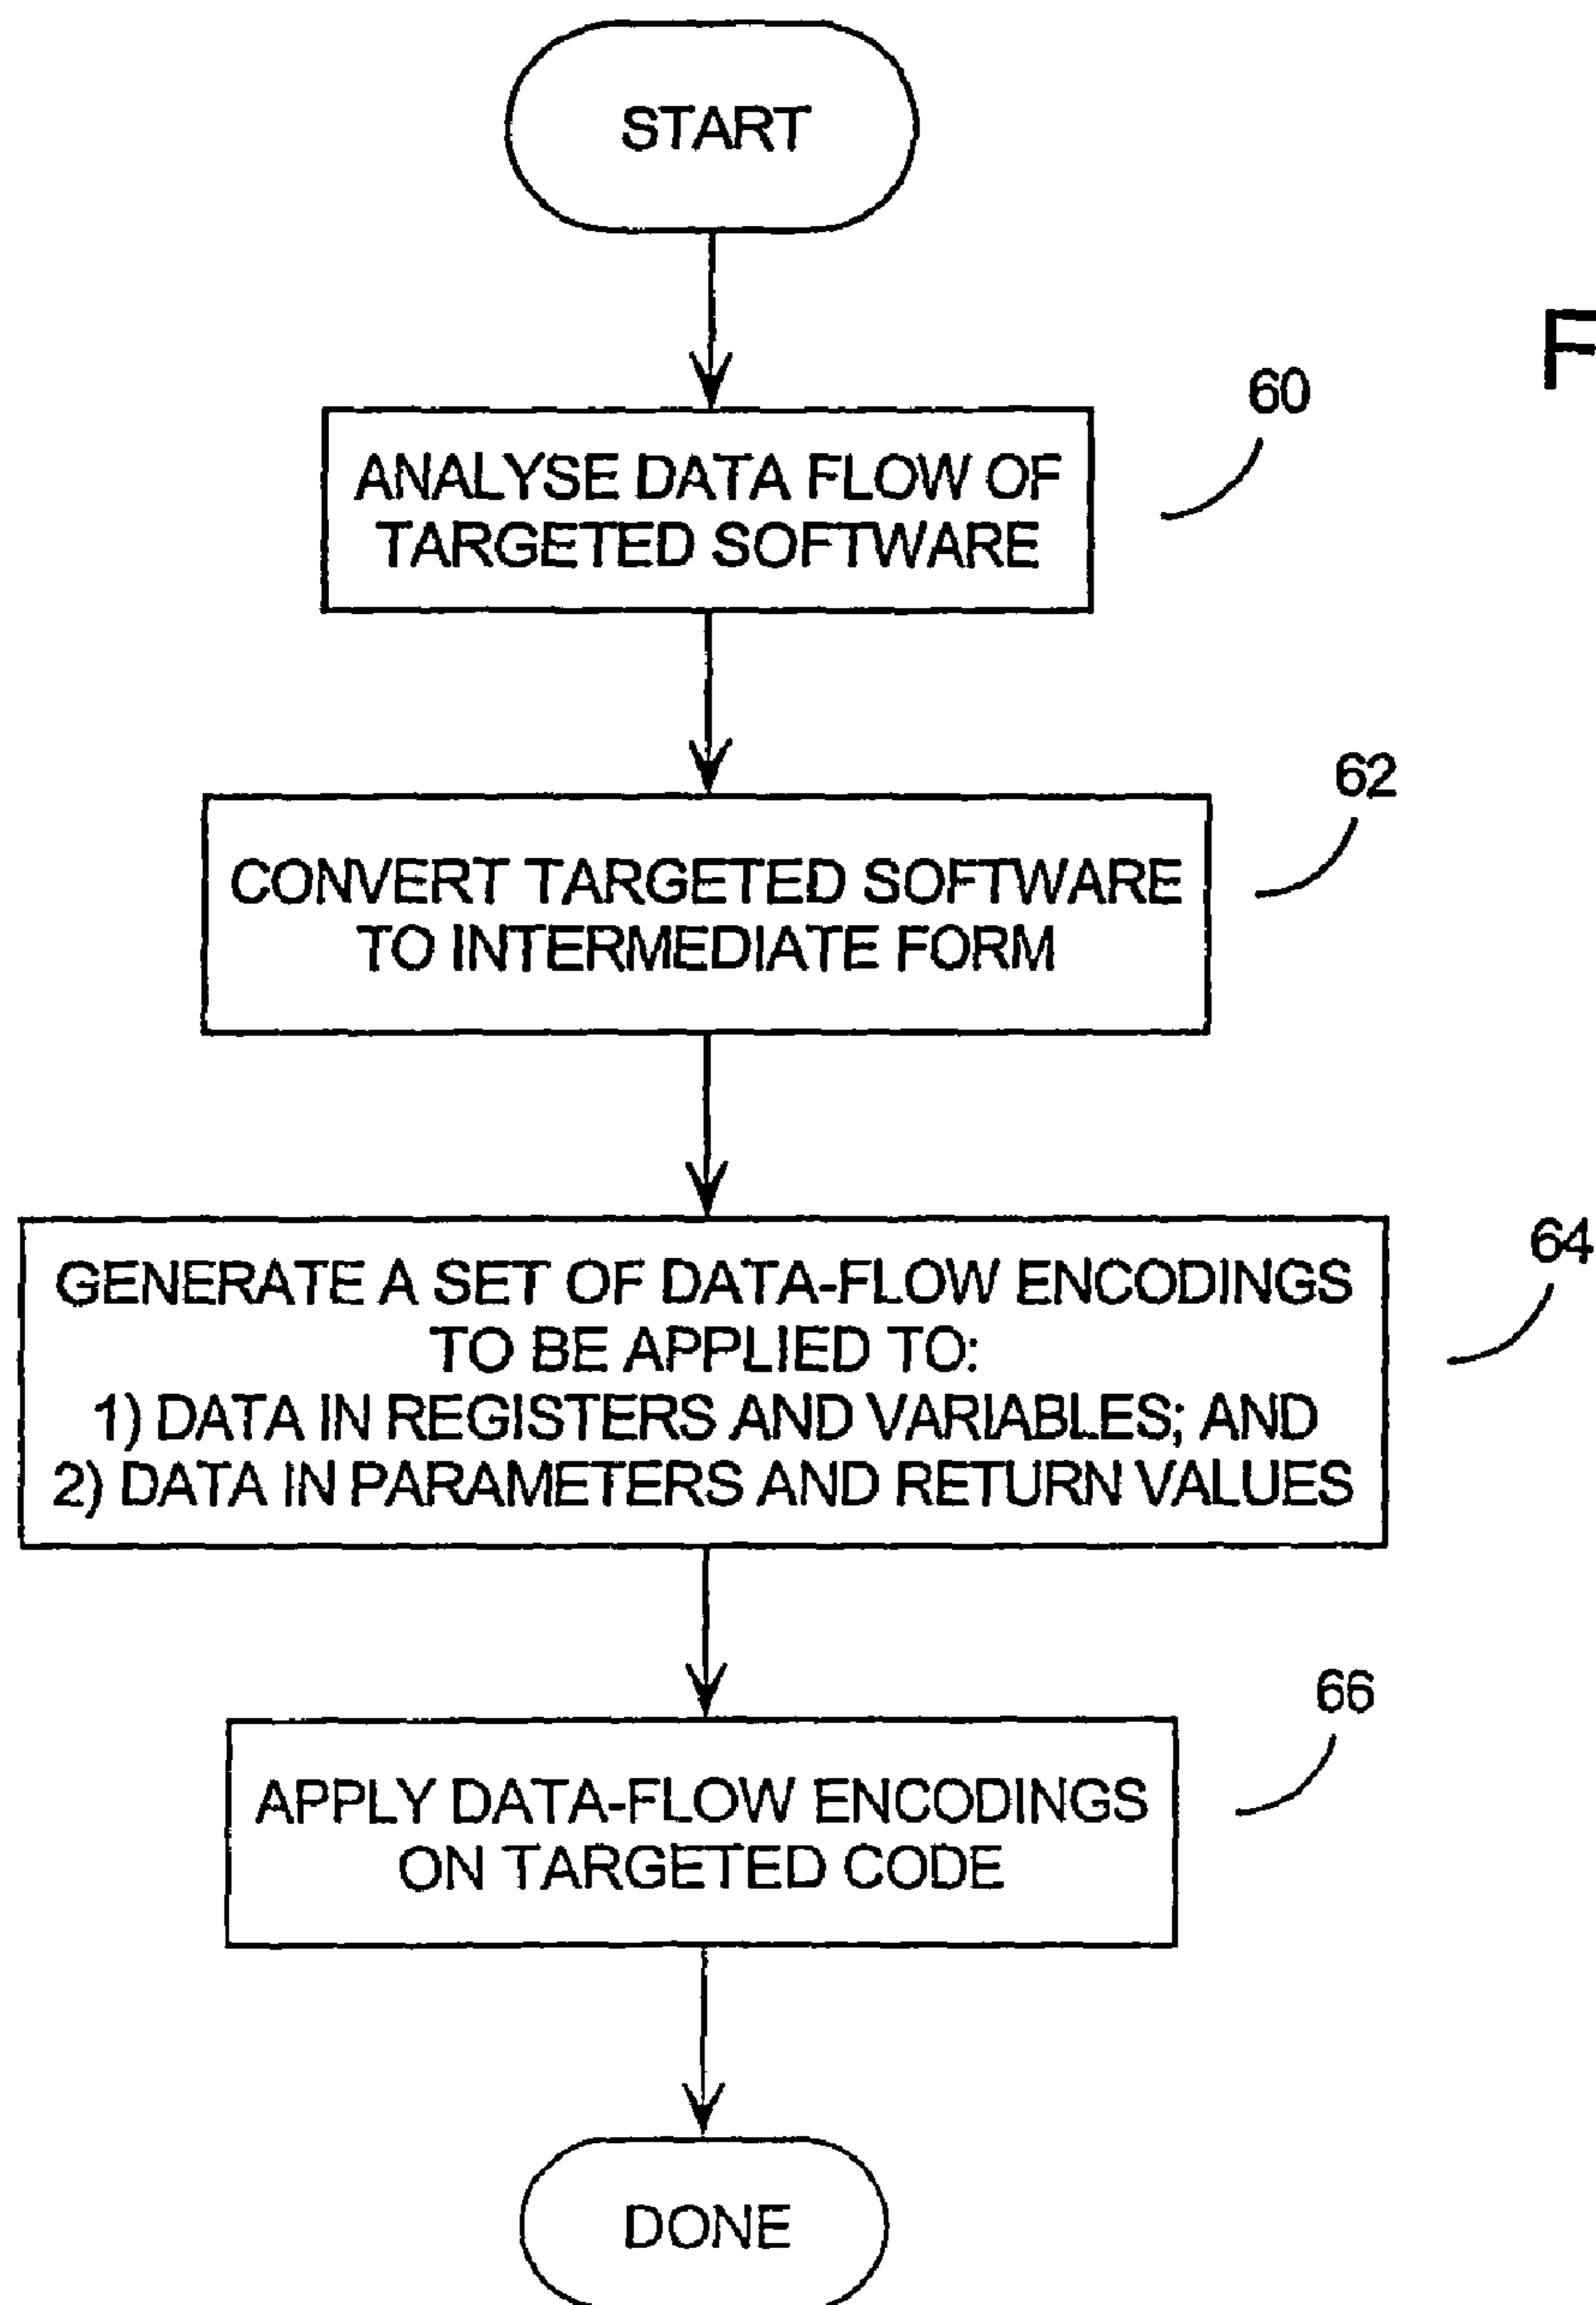 START
F
60
ANALYSE DATA FLOW OF
TARGETED SOFTWARE
62
CONVERT TARGETED SOFTWARE
TO INTERMEDIATE FORM
64
GENERATE A SET OF DATA-FLOW ENCODINGS
TO BE APPLIED TO:
1) DATA IN REGISTERS AND VARIABLES; AND
2) DATA IN PARAMETERS AND RETURN VALUES
66
APPLY DATA-FLOW ENCODINGS
ON TARGETED CODE
DONE